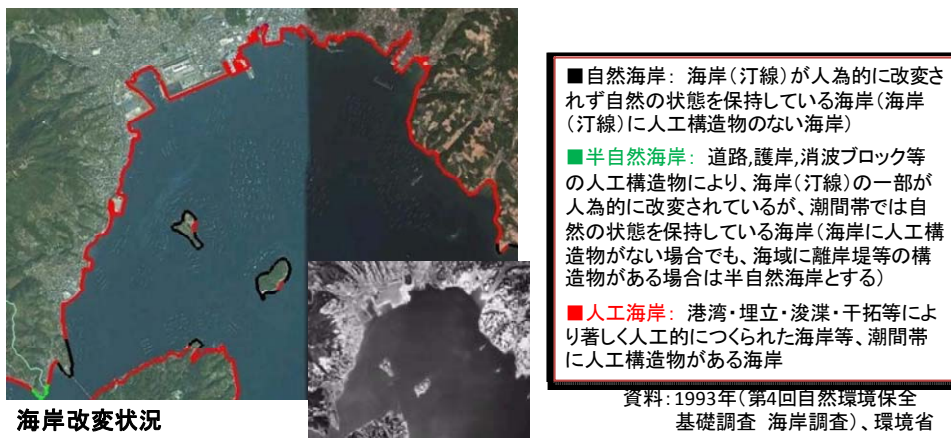 ■自然海岸: 海岸(汀線)が人為的に改変さ
れず自然の状態を保持している海岸(海岸
(汀線)に人工構造物のない海岸)
■半自然海岸: 道路,護岸,消波ブロック等
の人工構造物により、海岸(汀線)の一部が
人為的に改変されているが、潮間帯では自
然の状態を保持している海岸(海岸に人工構
造物がない場合でも、海域に離岸堤等の構
造物がある場合は半自然海岸とする)
■人工海岸: 港湾・埋立・浚渫・干拓等によ
り著しく人工的につくられた海岸等、潮間帯
に人工構造物がある海岸
資料:1993年(第4回自然環境保全
基礎調査 海岸調査)、環境省
海岸改変状況